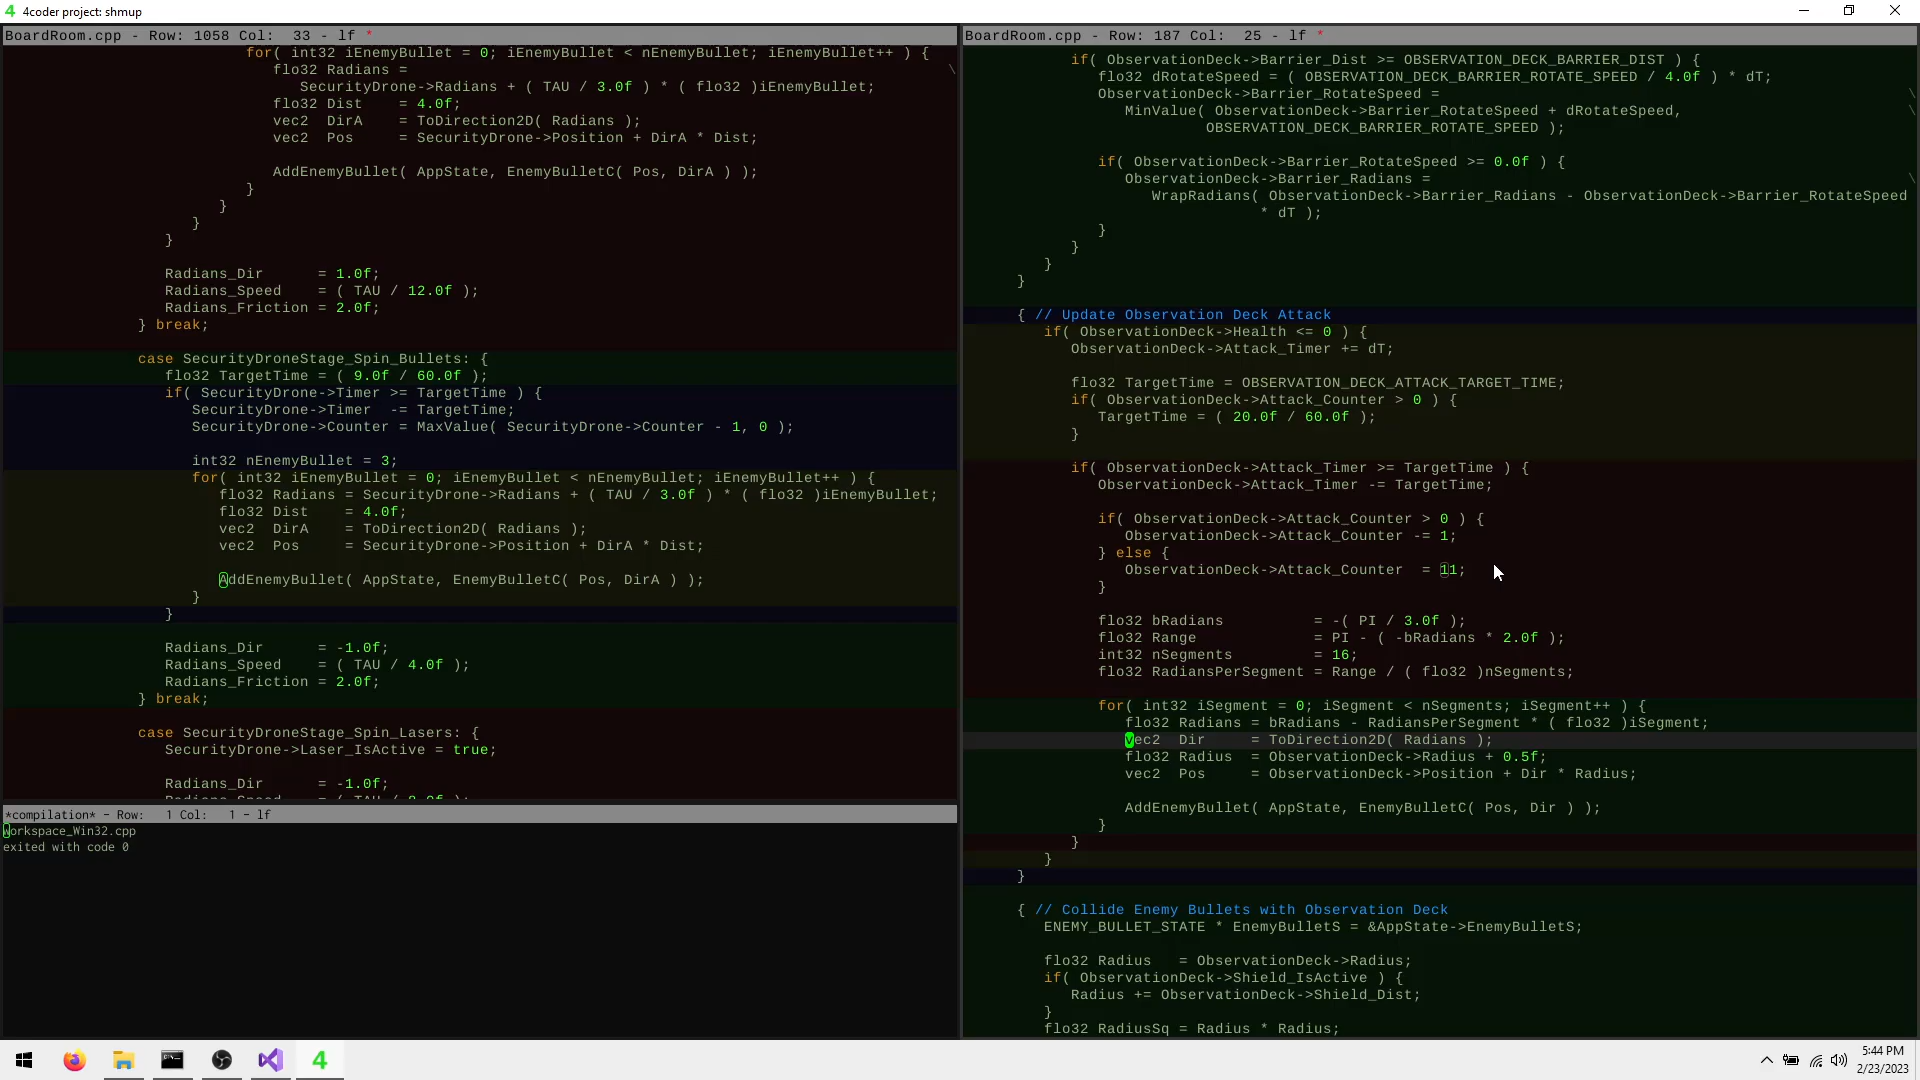 4coder project: shmup
BoardRoom.cpp - Row: 1058 Col:  33 - lf *
for( int32 iEnemyBullet = 0; iEnemyBullet < nEnemyBullet; iEnemyBullet++ ) {
flo32 Radians = \
SecurityDrone->Radians + ( TAU / 3.0f ) * ( flo32 )iEnemyBullet;
flo32 Dist    = 4.0f;
vec2  DirA    = ToDirection2D( Radians );
vec2  Pos     = SecurityDrone->Position + DirA * Dist;
AddEnemyBullet( AppState, EnemyBulletC( Pos, DirA ) );
}
}
}
}
Radians_Dir      = 1.0f;
Radians_Speed    = ( TAU / 12.0f );
Radians_Friction = 2.0f;
} break;
case SecurityDroneStage_Spin_Bullets: {
flo32 TargetTime = ( 9.0f / 60.0f );
if( SecurityDrone->Timer >= TargetTime ) {
SecurityDrone->Timer  -= TargetTime;
SecurityDrone->Counter = MaxValue( SecurityDrone->Counter - 1, 0 );
int32 nEnemyBullet = 3;
for( int32 iEnemyBullet = 0; iEnemyBullet < nEnemyBullet; iEnemyBullet++ ) {
flo32 Radians = SecurityDrone->Radians + ( TAU / 3.0f ) * ( flo32 )iEnemyBullet;
flo32 Dist    = 4.0f;
vec2  DirA    = ToDirection2D( Radians );
vec2  Pos     = SecurityDrone->Position + DirA * Dist;
AddEnemyBullet( AppState, EnemyBulletC( Pos, DirA ) );
}
}
Radians_Dir      = -1.0f;
Radians_Speed    = ( TAU / 4.0f );
Radians_Friction = 2.0f;
} break;
case SecurityDroneStage_Spin_Lasers: {
SecurityDrone->Laser_IsActive = true;
Radians_Dir      = -1.0f;
*compilation* - Row:   1 Col:   1 - lf
workspace_Win32.cpp
exited with code 0
BoardRoom.cpp - Row: 187 Col:  25 - lf *
if( ObservationDeck->Barrier_Dist >= OBSERVATION_DECK_BARRIER_DIST ) {
flo32 dRotateSpeed = ( OBSERVATION_DECK_BARRIER_ROTATE_SPEED / 4.0f ) * dT;
ObservationDeck->Barrier_RotateSpeed = \
MinValue( ObservationDeck->Barrier_RotateSpeed + dRotateSpeed, \
OBSERVATION_DECK_BARRIER_ROTATE_SPEED );
if( ObservationDeck->Barrier_RotateSpeed >= 0.0f ) {
ObservationDeck->Barrier_Radians = \
WrapRadians( ObservationDeck->Barrier_Radians - ObservationDeck->Barrier_RotateSpeed
* dT );
}
}
}
}
{ // Update Observation Deck Attack
if( ObservationDeck->Health <= 0 ) {
ObservationDeck->Attack_Timer += dT;
flo32 TargetTime = OBSERVATION_DECK_ATTACK_TARGET_TIME;
if( ObservationDeck->Attack_Counter > 0 ) {
TargetTime = ( 20.0f / 60.0f );
}
if( ObservationDeck->Attack_Timer >= TargetTime ) {
ObservationDeck->Attack_Timer -= TargetTime;
if( ObservationDeck->Attack_Counter > 0 ) {
ObservationDeck->Attack_Counter -= 1;
} else {
ObservationDeck->Attack_Counter  = 11;
}
flo32 bRadians          = -( PI / 3.0f );
flo32 Range             = PI - ( -bRadians * 2.0f );
int32 nSegments         = 16;
flo32 RadiansPerSegment = Range / ( flo32 )nSegments;
for( int32 iSegment = 0; iSegment < nSegments; iSegment++ ) {
flo32 Radians = bRadians - RadiansPerSegment * ( flo32 )iSegment;
vec2  Dir     = ToDirection2D( Radians );
flo32 Radius  = ObservationDeck->Radius + 0.5f;
vec2  Pos     = ObservationDeck->Position + Dir * Radius;
AddEnemyBullet( AppState, EnemyBulletC( Pos, Dir ) );
}
}
}
}
{ // Collide Enemy Bullets with Observation Deck
ENEMY_BULLET_STATE * EnemyBulletS = &AppState->EnemyBulletS;
flo32 Radius   = ObservationDeck->Radius;
if( ObservationDeck->Shield_IsActive ) {
Radius += ObservationDeck->Shield_Dist;
}
flo32 RadiusSq = Radius * Radius;
4
5:44 PM
2/23/2023